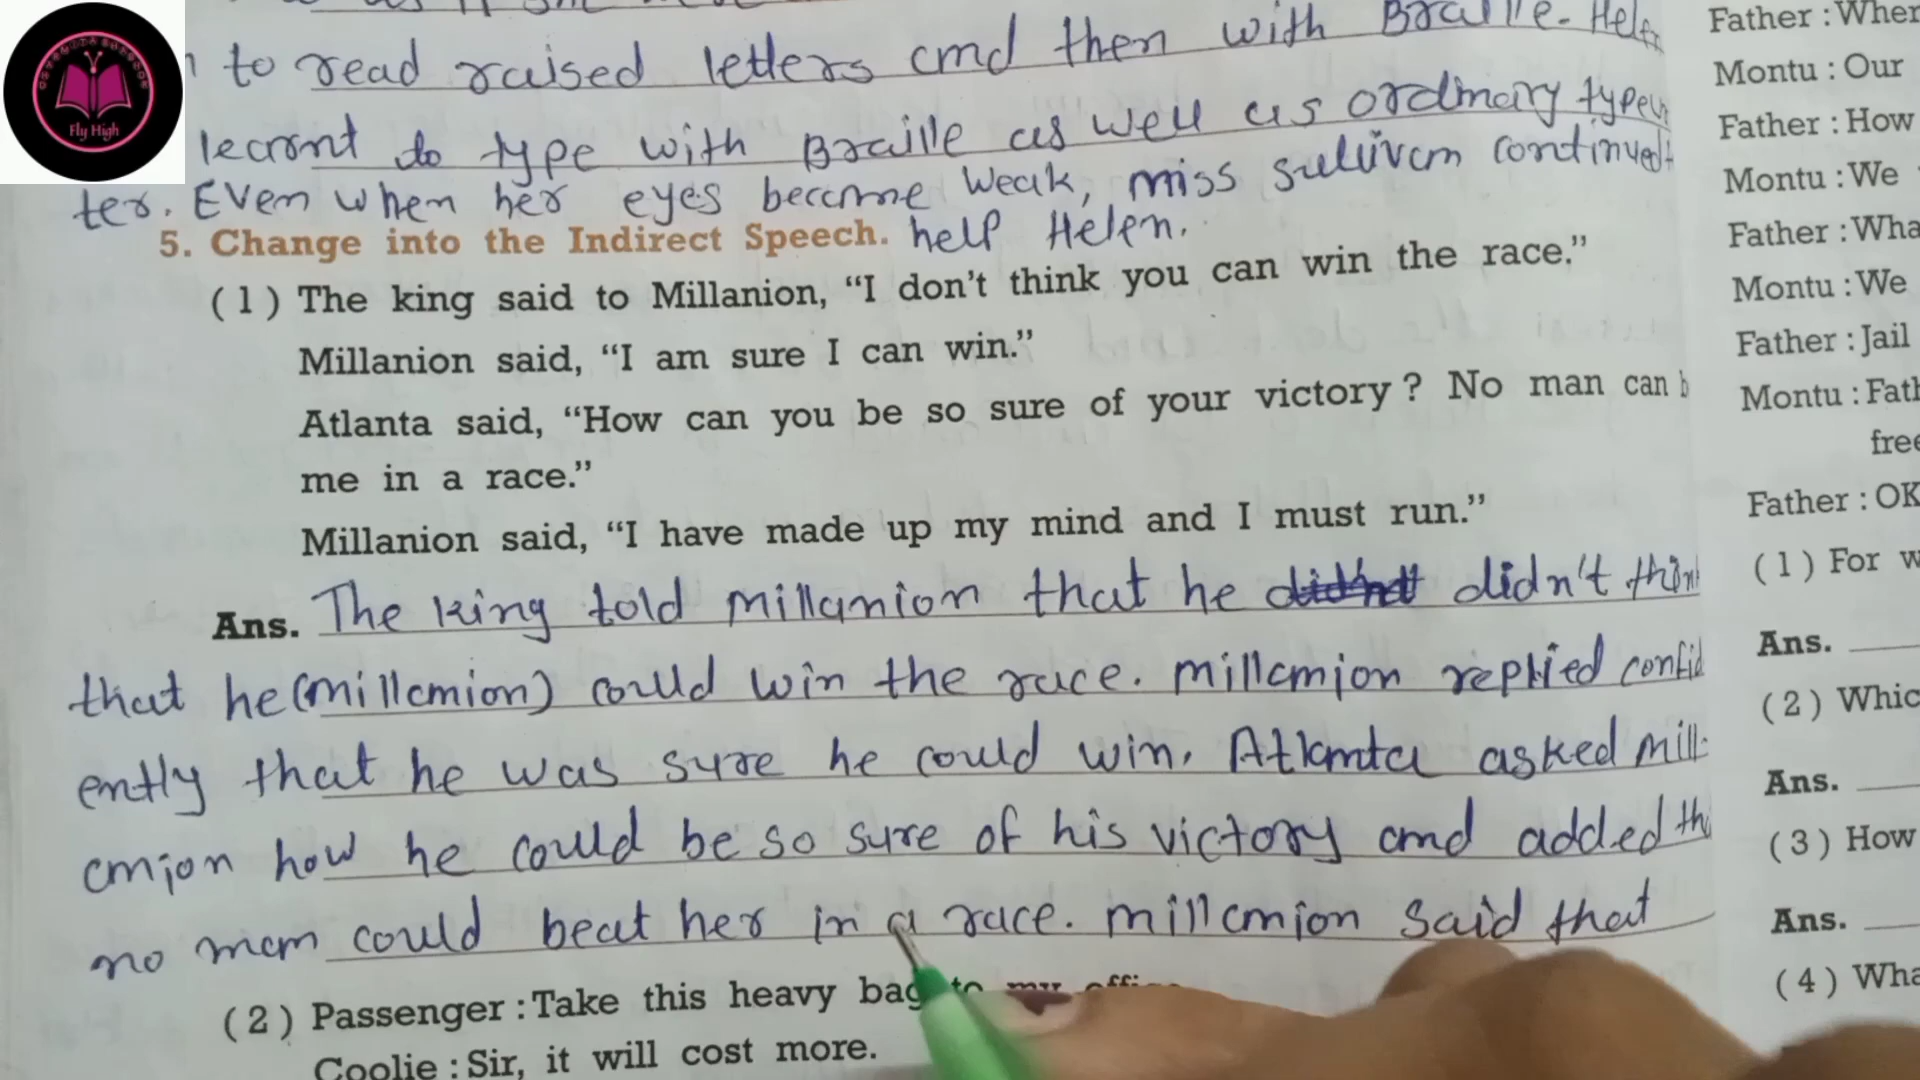 Fly High
to read raised letters and then with Braille. Hel
learnt to type with Braille as well as ordinary type
ter. Even when her eyes became weak, miss sulivan continued
5. Change into the Indirect Speech. help Helen.
(1) The king said to Millanion, “I don’t think you can win the race.”
Millanion said, “I am sure I can win.”
Atlanta said, “How can you be so sure of your victory? No man can b
me in a race.”
Millanion said, “I have made up my mind and I must run.”
Ans. The king told millanion that he didn't think
that he (millanion) could win the race. millanion replied confid
ently that he was sure he could win. Atlanta asked mill-
anion how he could be so sure of his victory and added th
no man could beat her in a race. millanion said that
(2) Passenger : Take this heavy bag to my office
Coolie : Sir, it will cost more.
Father : Wher
Montu : Our
Father : How
Montu : We
Father : Wha
Montu : We
Father : Jail
Montu : Fath
free
Father : OK
(1) For w
Ans.
(2) Whic
Ans.
(3) How
Ans.
(4) Wha